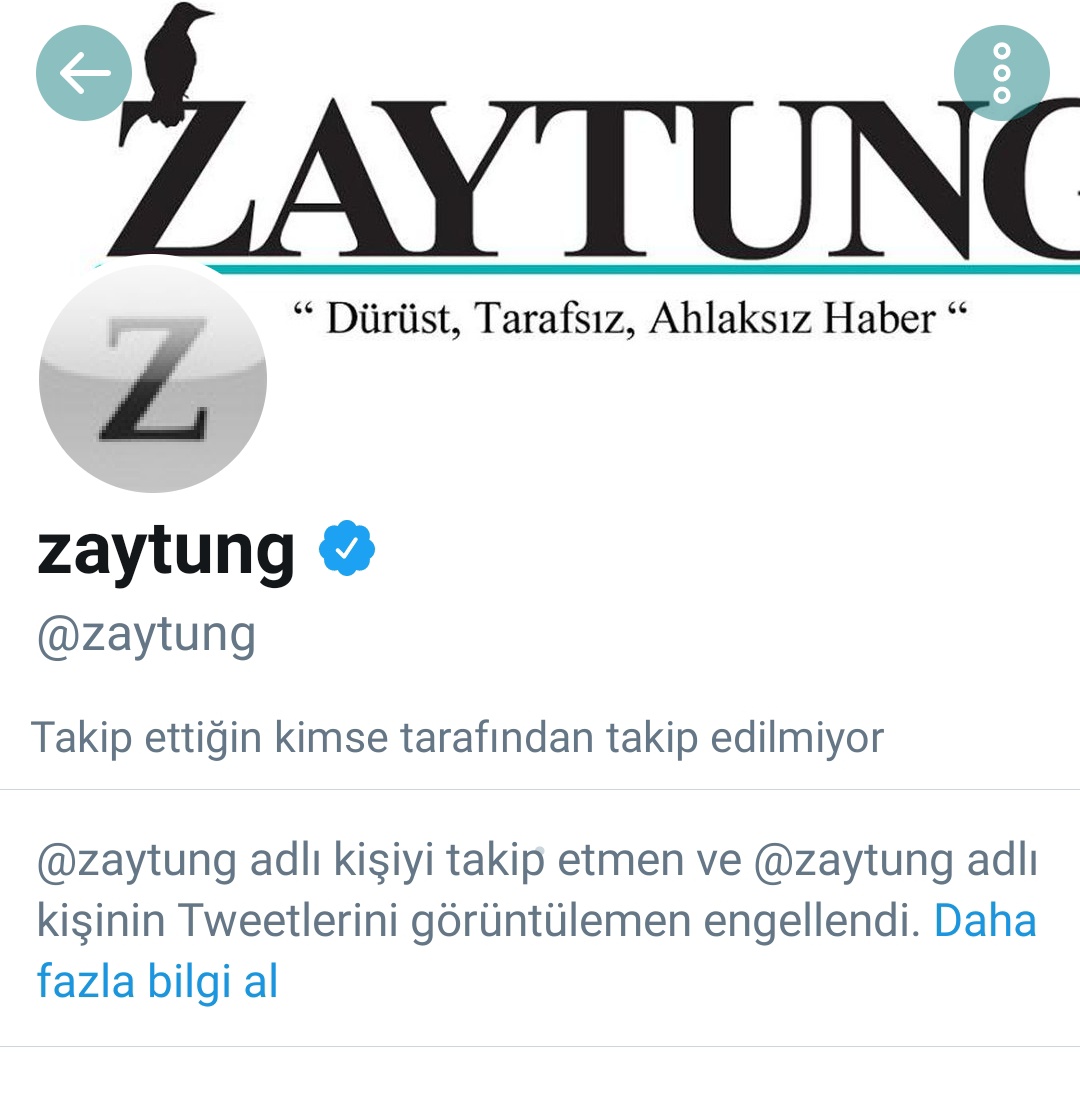 ZAYTUNG
“ Dürüst, Tarafsız, Ahlaksız Haber “
Z
zaytung
@zaytung
Takip ettiğin kimse tarafından takip edilmiyor
@zaytung adlı kişiyi takip etmen ve @zaytung adlı
kişinin Tweetlerini görüntülemen engellendi. Daha
fazla bilgi al